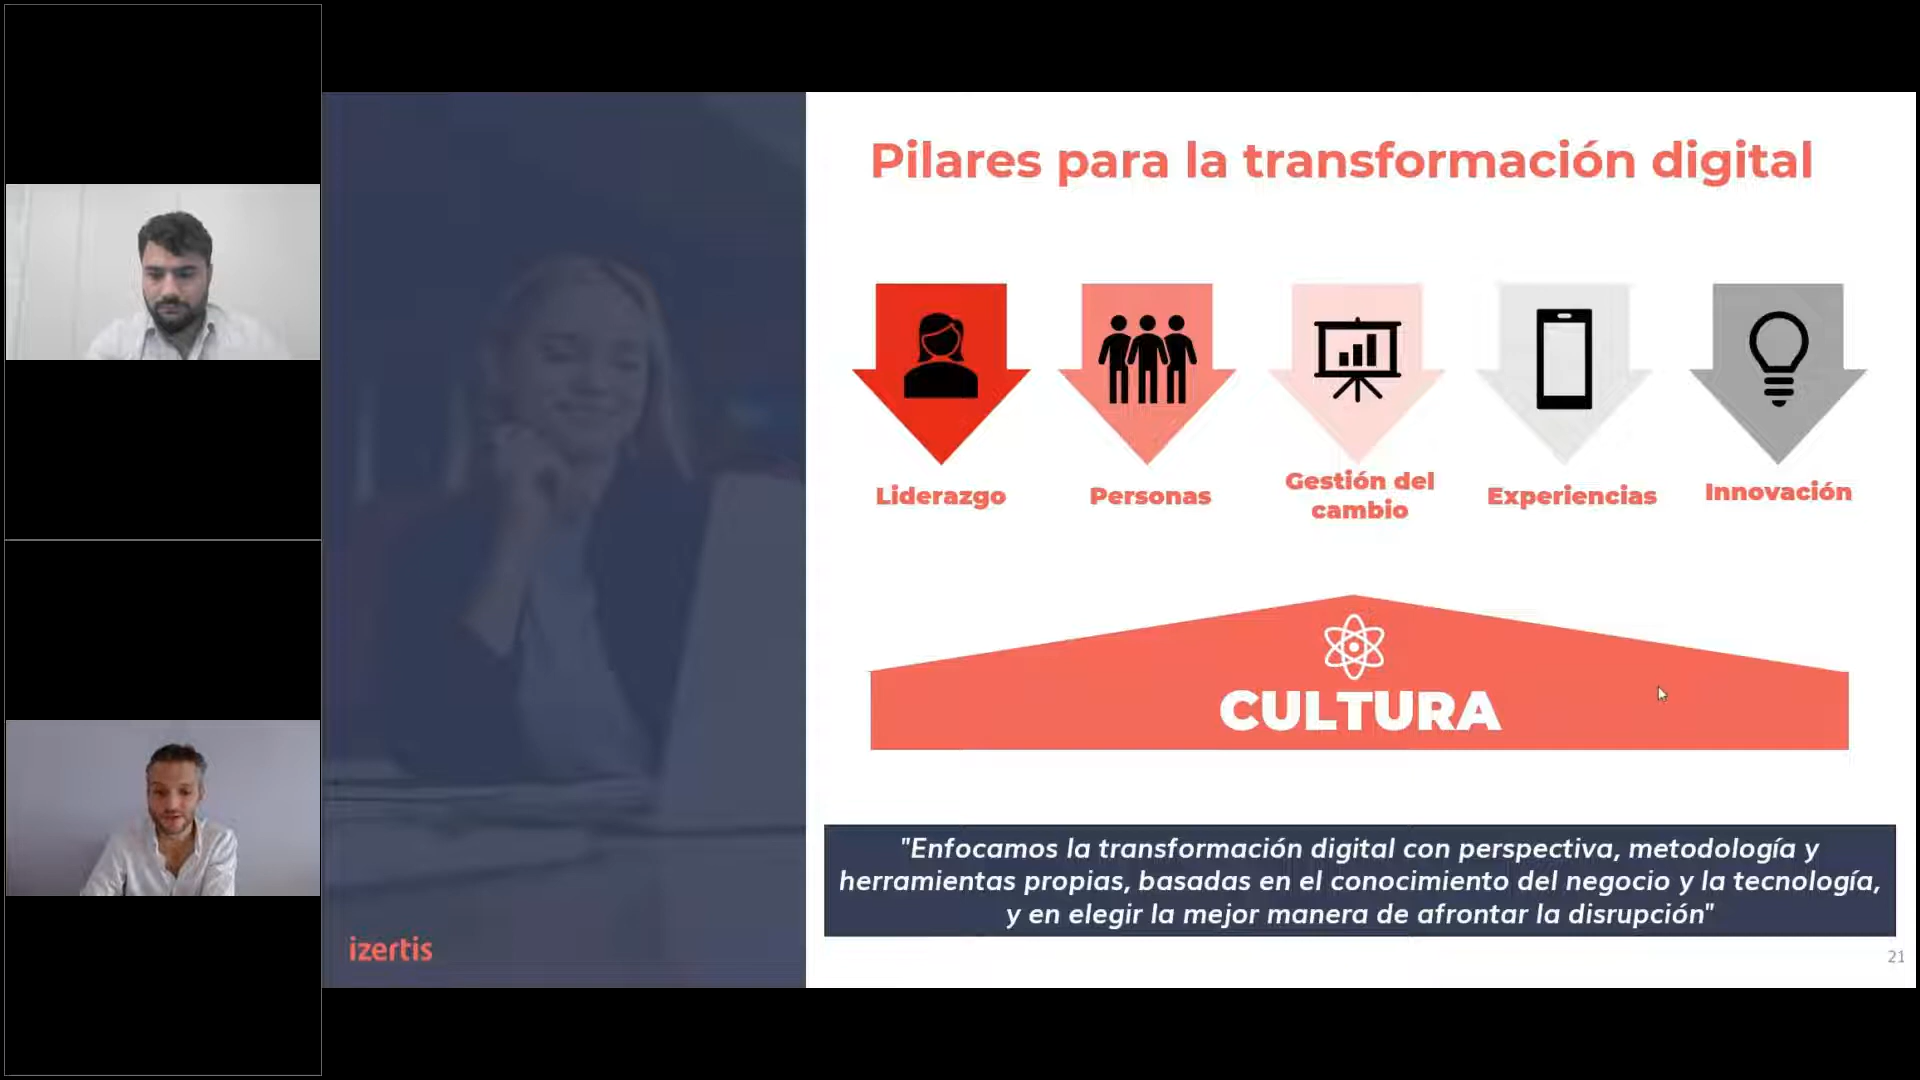 Pilares para la transformación digital
Liderazgo
Personas
Gestión del
cambio
Experiencias
Innovación
CULTURA
"Enfocamos la transformación digital con perspectiva, metodología y
herramientas propias, basadas en el conocimiento del negocio y la tecnología,
y en elegir la mejor manera de afrontar la disrupción"
izertis
21